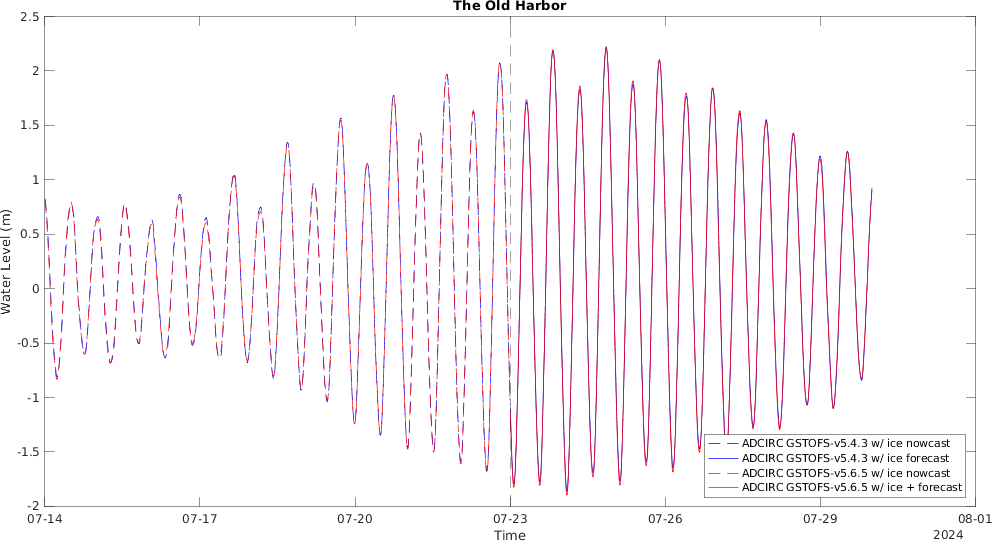 The Old Harbor
2.5
2
1.5
1
0.5
0
-0.5
-1
-1.5
-2
Water Level (m)
ADCIRC GSTOFS-v5.4.3 w/ ice nowcast
ADCIRC GSTOFS-v5.4.3 w/ ice forecast
ADCIRC GSTOFS-v5.6.5 w/ ice nowcast
ADCIRC GSTOFS-v5.6.5 w/ ice + forecast
07-14 07-17 07-20 07-23 07-26 07-29 08-01
Time
2024